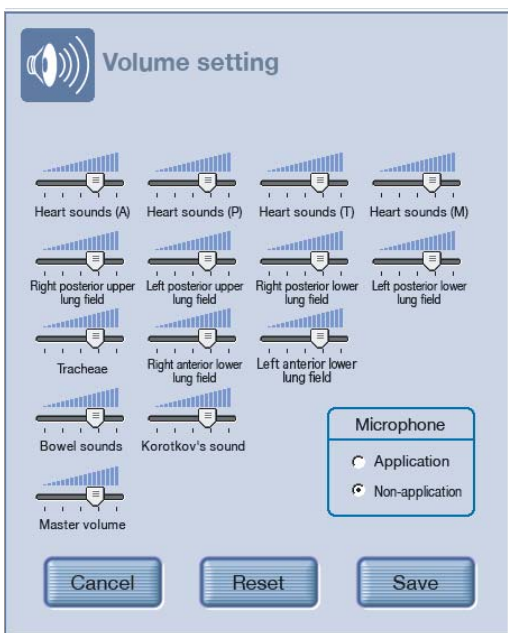 Volume setting
Heart sounds (A) Heart sounds (P) Heart sounds (T) Heart sounds (M)
Right posterior upper
lung field
Left posterior upper
lung field
Right posterior lower
lung field
Left posterior lower
lung field
Tracheae
Right anterior lower
lung field
Left anterior lower
lung field
Bowel sounds Korotkov's sound
Master volume
Microphone
Application
Non-application
Cancel Reset Save